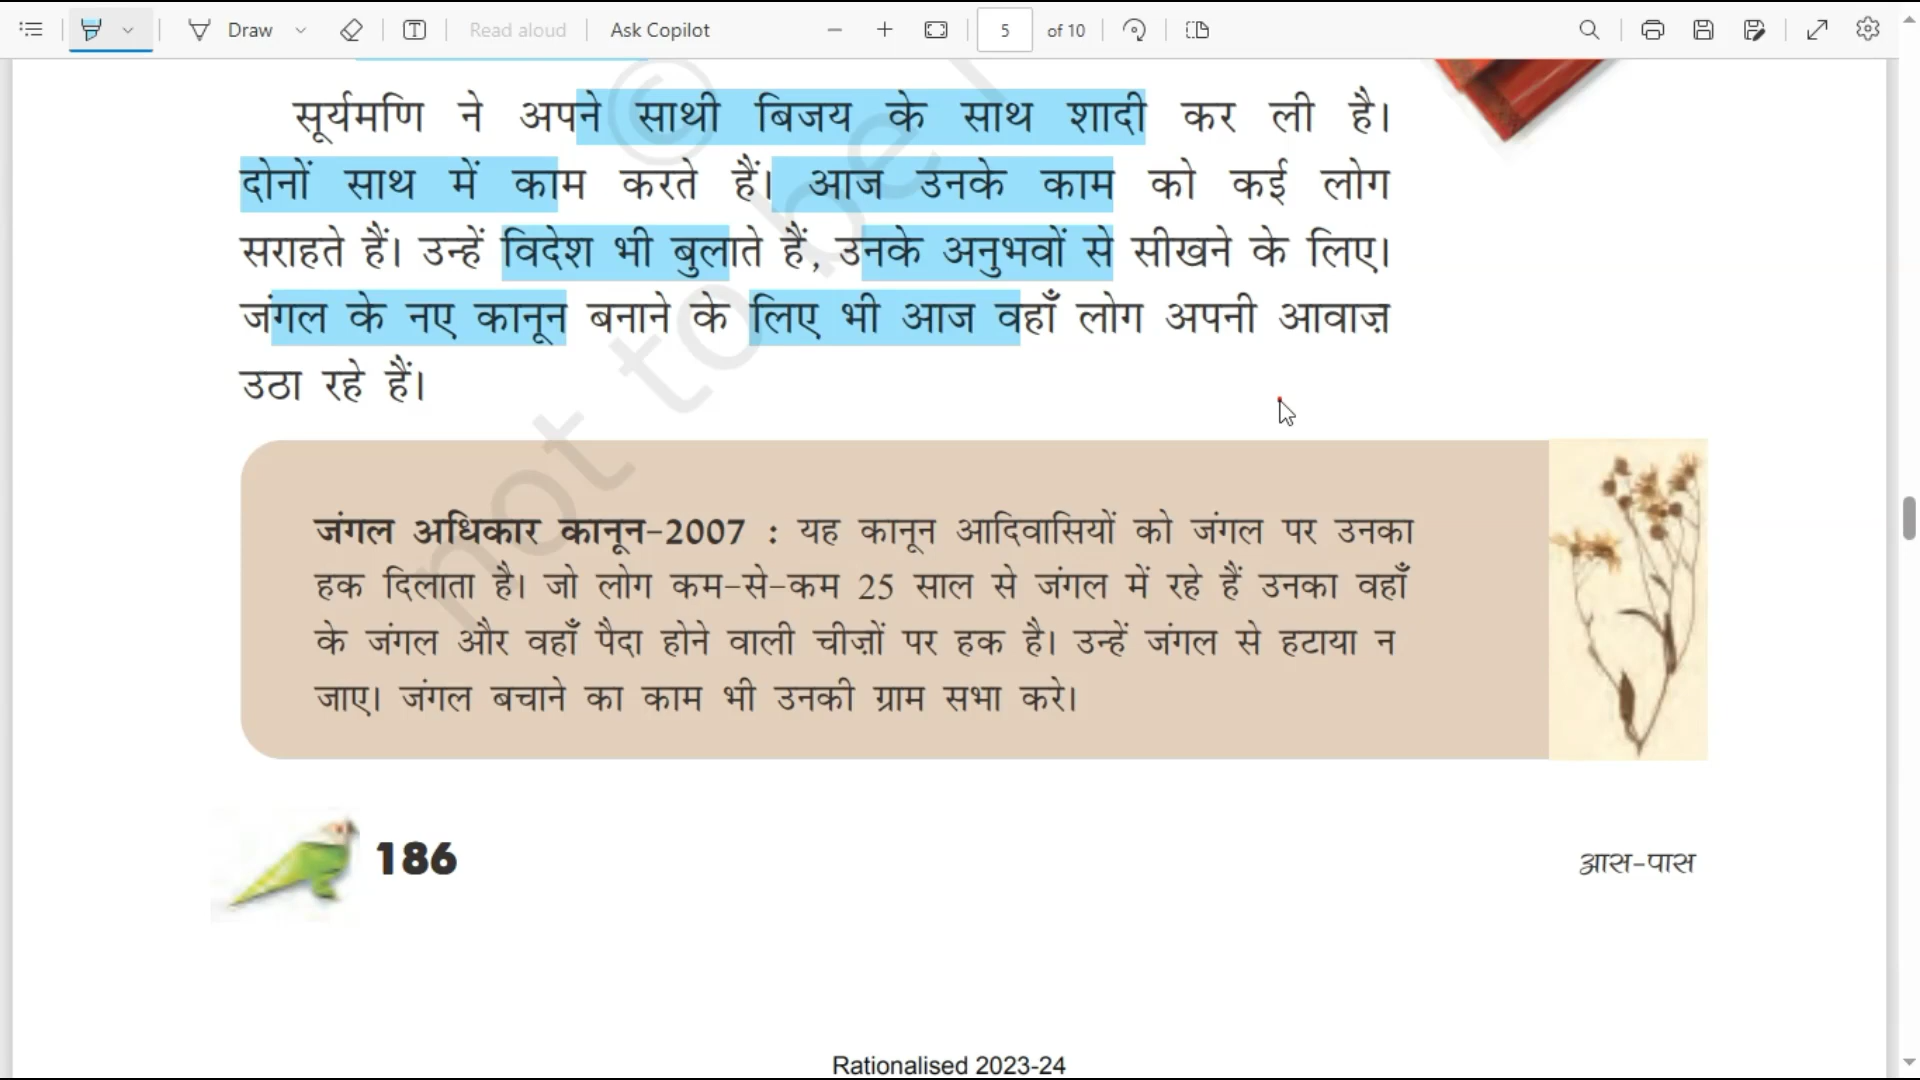 Draw
Read aloud
Ask Copilot
5
of 10
सूर्यमणि ने अपने साथी बिजय के साथ शादी कर ली है।
दोनों साथ में काम करते हैं। आज उनके काम को कई लोग
सराहते हैं। उन्हें विदेश भी बुलाते हैं, उनके अनुभवों से सीखने के लिए।
जंगल के नए कानून बनाने के लिए भी आज वहाँ लोग अपनी आवाज़
उठा रहे हैं।
not to be
©
जंगल अधिकार कानून-2007 : यह कानून आदिवासियों को जंगल पर उनका
हक दिलाता है। जो लोग कम-से-कम 25 साल से जंगल में रहे हैं उनका वहाँ
के जंगल और वहाँ पैदा होने वाली चीज़ों पर हक है। उन्हें जंगल से हटाया न
जाए। जंगल बचाने का काम भी उनकी ग्राम सभा करे।
186
आस-पास
Rationalised 2023-24